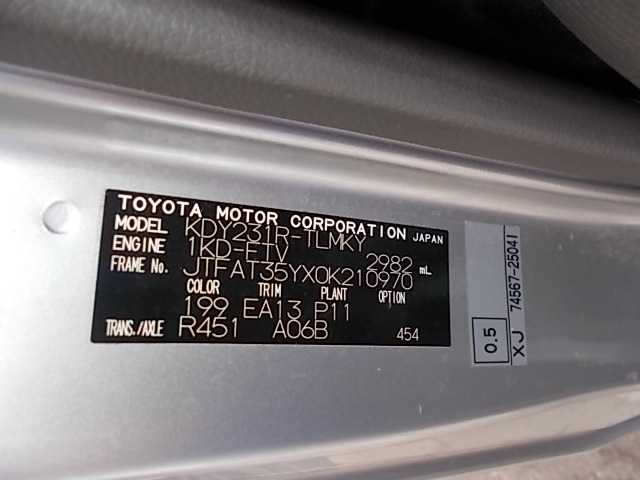 TOYOTA MOTOR CORPORATION JAPAN
MODEL KDY231R-TLMKY
ENGINE 1KD-FTV 2982 mL
FRAME No. JTFAT35YX0K210970
COLOR TRIM PLANT OPTION
199 EA13 P11
TRANS./AXLE R451 A06B 454
0.5
XJ 74567-25041